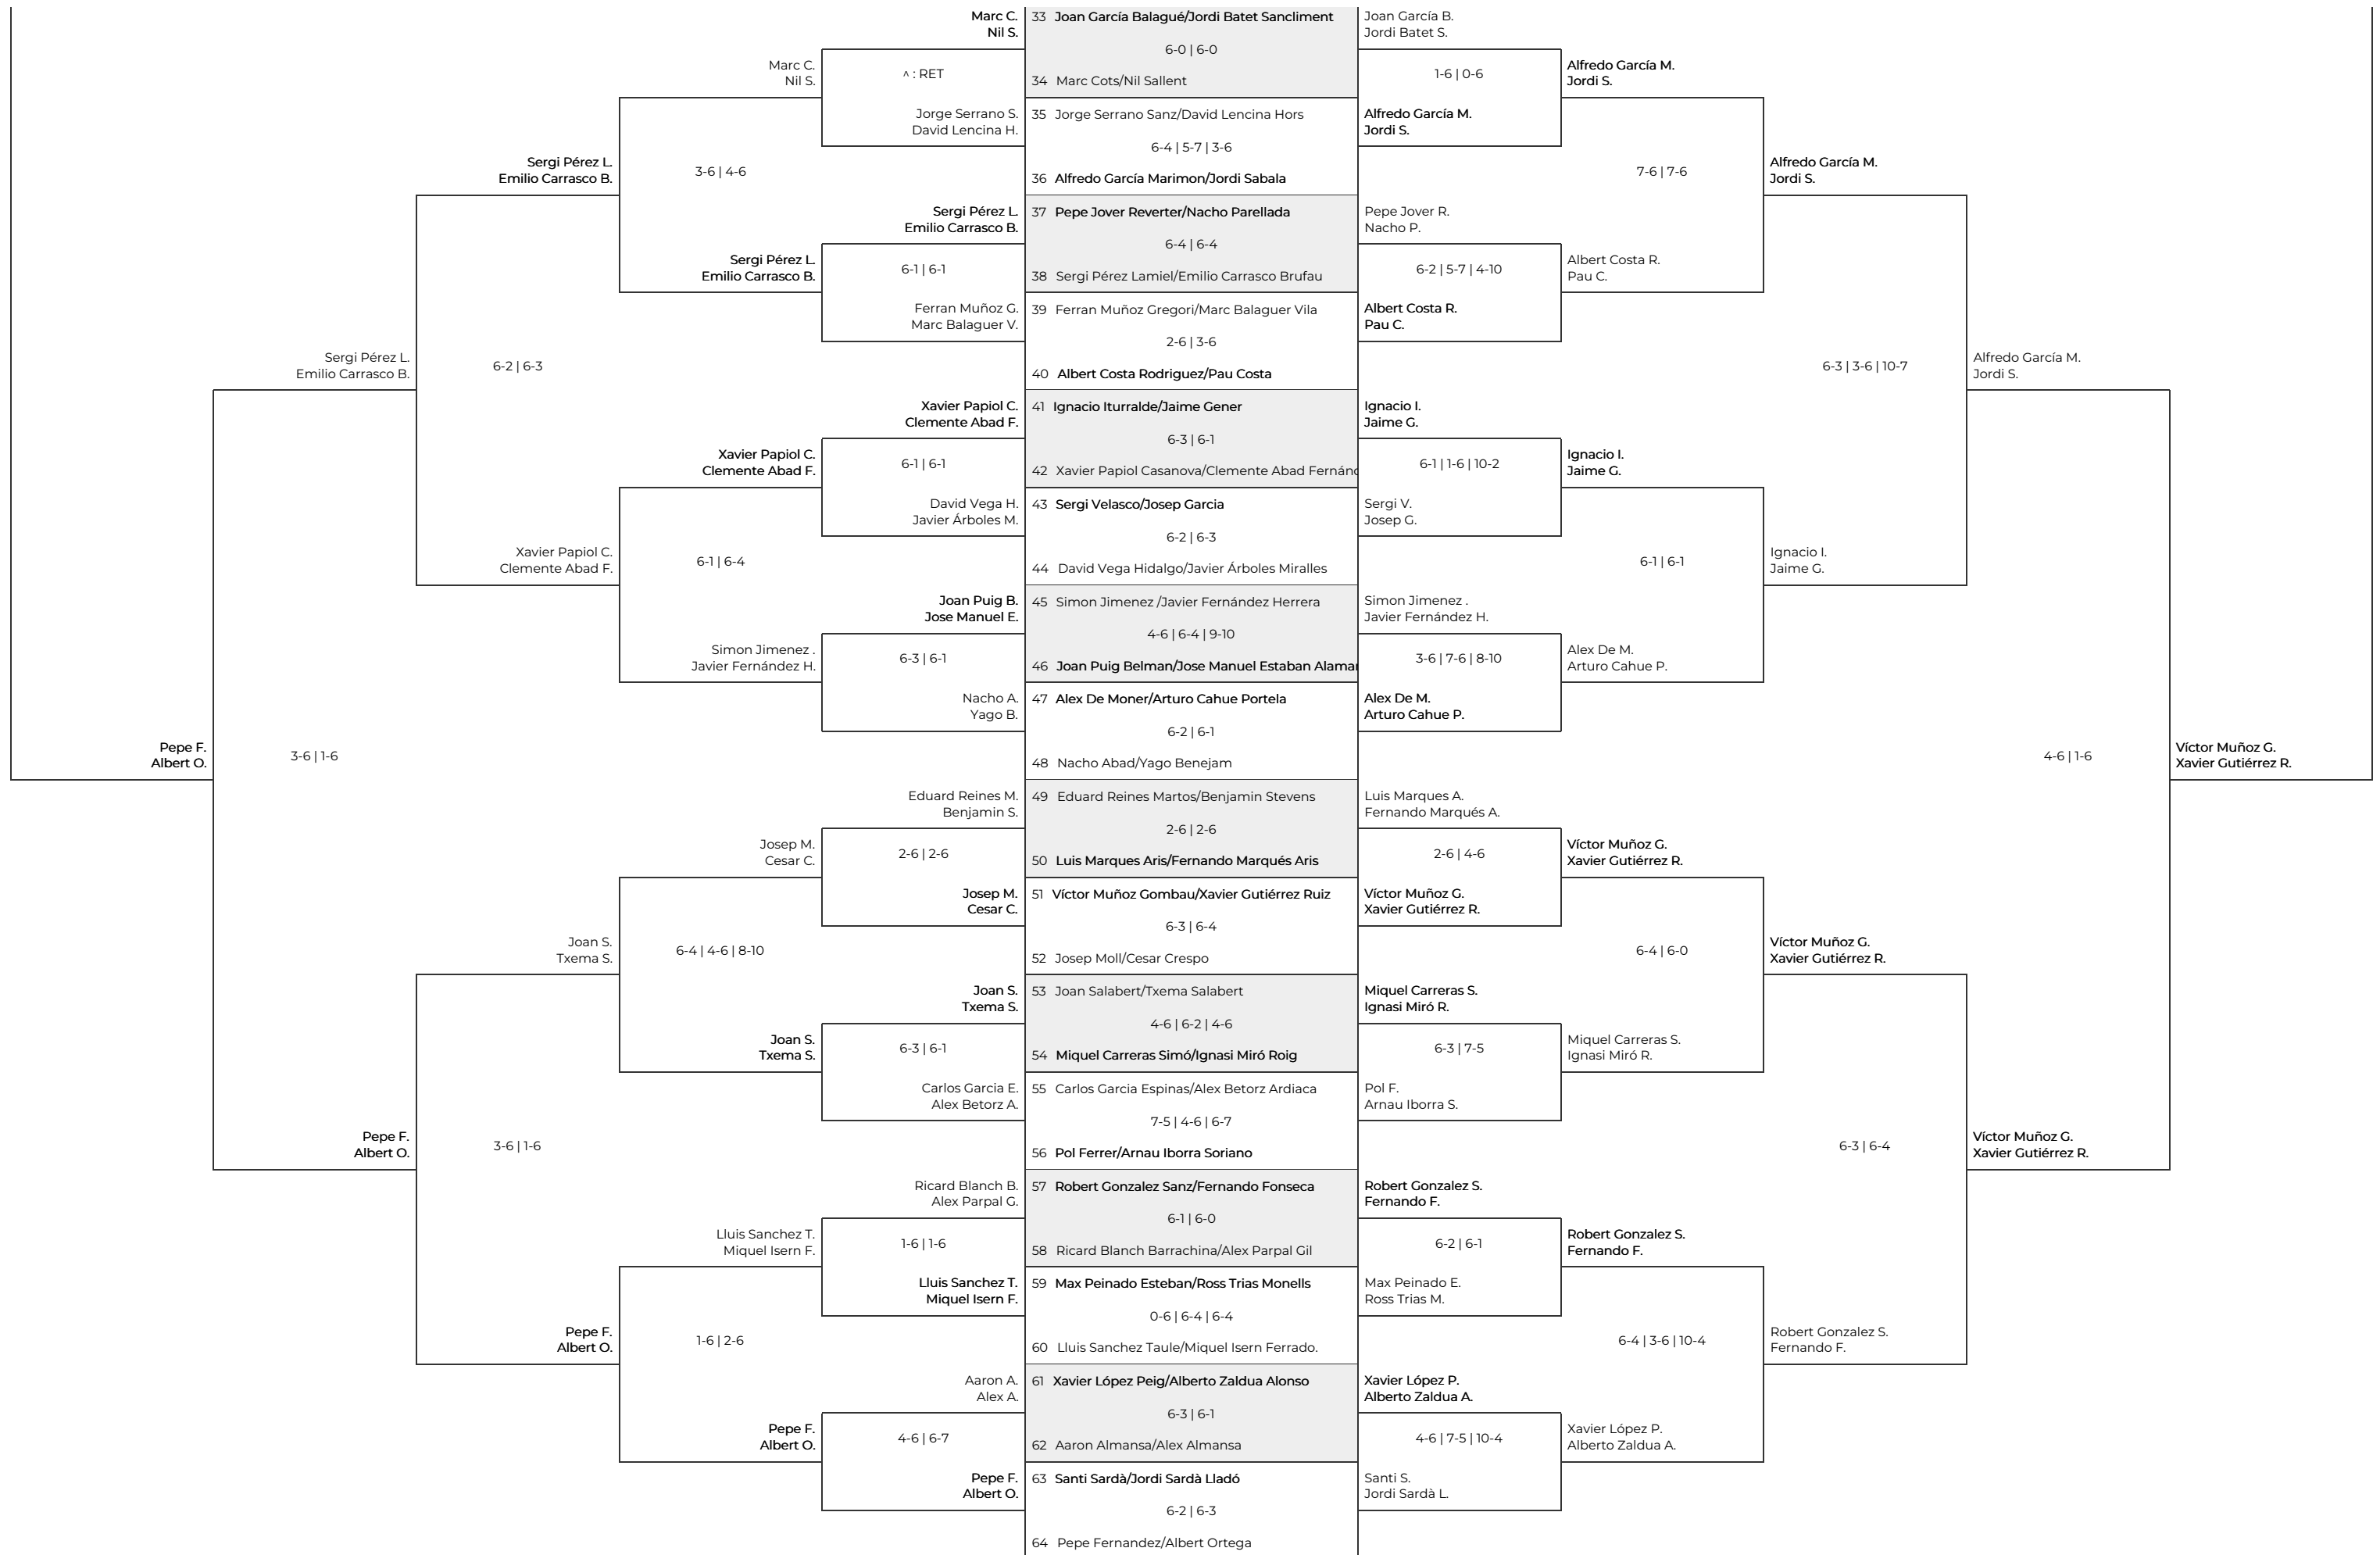 Marc C.
Nil S.
33 Joan García Balagué/Jordi Batet Sancliment
Joan García B.
Jordi Batet S.
6-0 | 6-0
Marc C.
Nil S.
^ : RET
34 Marc Cots/Nil Sallent
1-6 | 0-6
Alfredo García M.
Jordi S.
Jorge Serrano S.
David Lencina H.
35 Jorge Serrano Sanz/David Lencina Hors
Alfredo García M.
Jordi S.
6-4 | 5-7 | 3-6
Sergi Pérez L.
Emilio Carrasco B.
3-6 | 4-6
36 Alfredo García Marimon/Jordi Sabala
7-6 | 7-6
Alfredo García M.
Jordi S.
Sergi Pérez L.
Emilio Carrasco B.
37 Pepe Jover Reverter/Nacho Parellada
Pepe Jover R.
Nacho P.
6-4 | 6-4
Sergi Pérez L.
Emilio Carrasco B.
6-1 | 6-1
38 Sergi Pérez Lamiel/Emilio Carrasco Brufau
6-2 | 5-7 | 4-10
Albert Costa R.
Pau C.
Ferran Muñoz G.
Marc Balaguer V.
39 Ferran Muñoz Gregori/Marc Balaguer Vila
Albert Costa R.
Pau C.
2-6 | 3-6
Sergi Pérez L.
Emilio Carrasco B.
6-2 | 6-3
40 Albert Costa Rodriguez/Pau Costa
6-3 | 3-6 | 10-7
Alfredo García M.
Jordi S.
Xavier Papiol C.
Clemente Abad F.
41 Ignacio Iturralde/Jaime Gener
Ignacio I.
Jaime G.
6-3 | 6-1
Xavier Papiol C.
Clemente Abad F.
6-1 | 6-1
42 Xavier Papiol Casanova/Clemente Abad Fernánd
6-1 | 1-6 | 10-2
Ignacio I.
Jaime G.
David Vega H.
Javier Árboles M.
43 Sergi Velasco/Josep Garcia
Sergi V.
Josep G.
6-2 | 6-3
Xavier Papiol C.
Clemente Abad F.
6-1 | 6-4
44 David Vega Hidalgo/Javier Árboles Miralles
6-1 | 6-1
Ignacio I.
Jaime G.
Joan Puig B.
Jose Manuel E.
45 Simon Jimenez /Javier Fernández Herrera
Simon Jimenez .
Javier Fernández H.
4-6 | 6-4 | 9-10
Simon Jimenez .
Javier Fernández H.
6-3 | 6-1
46 Joan Puig Belman/Jose Manuel Estaban Alamar
3-6 | 7-6 | 8-10
Alex De M.
Arturo Cahue P.
Nacho A.
Yago B.
47 Alex De Moner/Arturo Cahue Portela
Alex De M.
Arturo Cahue P.
6-2 | 6-1
Pepe F.
Albert O.
3-6 | 1-6
48 Nacho Abad/Yago Benejam
4-6 | 1-6
Víctor Muñoz G.
Xavier Gutiérrez R.
Eduard Reines M.
Benjamin S.
49 Eduard Reines Martos/Benjamin Stevens
Luis Marques A.
Fernando Marqués A.
2-6 | 2-6
Josep M.
Cesar C.
2-6 | 2-6
50 Luis Marques Aris/Fernando Marqués Aris
2-6 | 4-6
Víctor Muñoz G.
Xavier Gutiérrez R.
Josep M.
Cesar C.
51 Víctor Muñoz Gombau/Xavier Gutiérrez Ruiz
Víctor Muñoz G.
Xavier Gutiérrez R.
6-3 | 6-4
Joan S.
Txema S.
6-4 | 4-6 | 8-10
52 Josep Moll/Cesar Crespo
6-4 | 6-0
Víctor Muñoz G.
Xavier Gutiérrez R.
Joan S.
Txema S.
53 Joan Salabert/Txema Salabert
Miquel Carreras S.
Ignasi Miró R.
4-6 | 6-2 | 4-6
Joan S.
Txema S.
6-3 | 6-1
54 Miquel Carreras Simó/Ignasi Miró Roig
6-3 | 7-5
Miquel Carreras S.
Ignasi Miró R.
Carlos Garcia E.
Alex Betorz A.
55 Carlos Garcia Espinas/Alex Betorz Ardiaca
Pol F.
Arnau Iborra S.
7-5 | 4-6 | 6-7
Pepe F.
Albert O.
3-6 | 1-6
56 Pol Ferrer/Arnau Iborra Soriano
6-3 | 6-4
Víctor Muñoz G.
Xavier Gutiérrez R.
Ricard Blanch B.
Alex Parpal G.
57 Robert Gonzalez Sanz/Fernando Fonseca
Robert Gonzalez S.
Fernando F.
6-1 | 6-0
Lluis Sanchez T.
Miquel Isern F.
1-6 | 1-6
58 Ricard Blanch Barrachina/Alex Parpal Gil
6-2 | 6-1
Robert Gonzalez S.
Fernando F.
Lluis Sanchez T.
Miquel Isern F.
59 Max Peinado Esteban/Ross Trias Monells
Max Peinado E.
Ross Trias M.
0-6 | 6-4 | 6-4
Pepe F.
Albert O.
1-6 | 2-6
60 Lluis Sanchez Taule/Miquel Isern Ferrado.
6-4 | 3-6 | 10-4
Robert Gonzalez S.
Fernando F.
Aaron A.
Alex A.
61 Xavier López Peig/Alberto Zaldua Alonso
Xavier López P.
Alberto Zaldua A.
6-3 | 6-1
Pepe F.
Albert O.
4-6 | 6-7
62 Aaron Almansa/Alex Almansa
4-6 | 7-5 | 10-4
Xavier López P.
Alberto Zaldua A.
Pepe F.
Albert O.
63 Santi Sardà/Jordi Sardà Lladó
Santi S.
Jordi Sardà L.
6-2 | 6-3
64 Pepe Fernandez/Albert Ortega